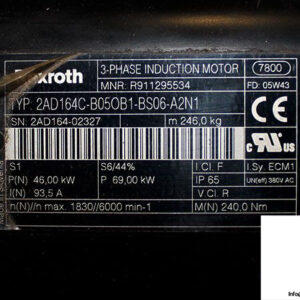 Rexroth
3-PHASE INDUCTION MOTOR
7800
MNR: R911295534
FD: 05W43
TYP: 2AD164C-B05OB1-BS06-A2N1
SN: 2AD164-02327
m 246,0 kg
S1
S6/44%
I.Cl. F
I.Sy. ECM1
P(N) 46,00 kW
P 69,00 kW
IP 65
UN(eff) 380V AC
I(N) 93,5 A
V Cl. R
n(N)/n max. 1830//6000 min-1
M(N) 240,0 Nm